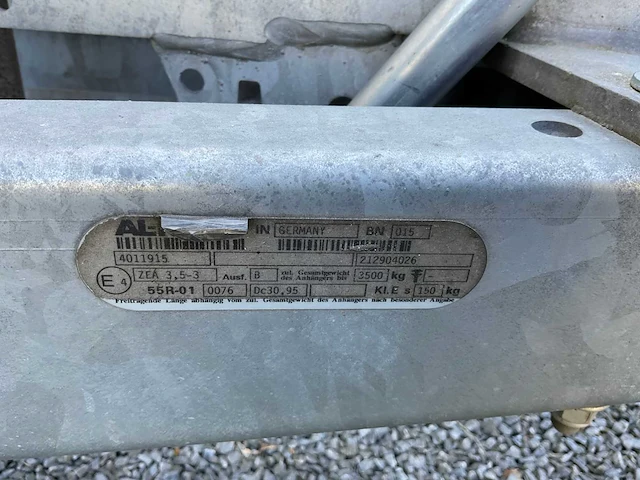 AL- IN GERMANY BN 015
4011915 212904026
E4 ZEA 3,5-3 Ausf. B zul. Gesamtgewicht des Anhängers bis 3500 kg -
55R-01 0076 Dc30,95 Kl.E s 150 kg
Freitragende Länge abhängig vom zul. Gesamtgewicht des Anhängers nach besonderer Angabe